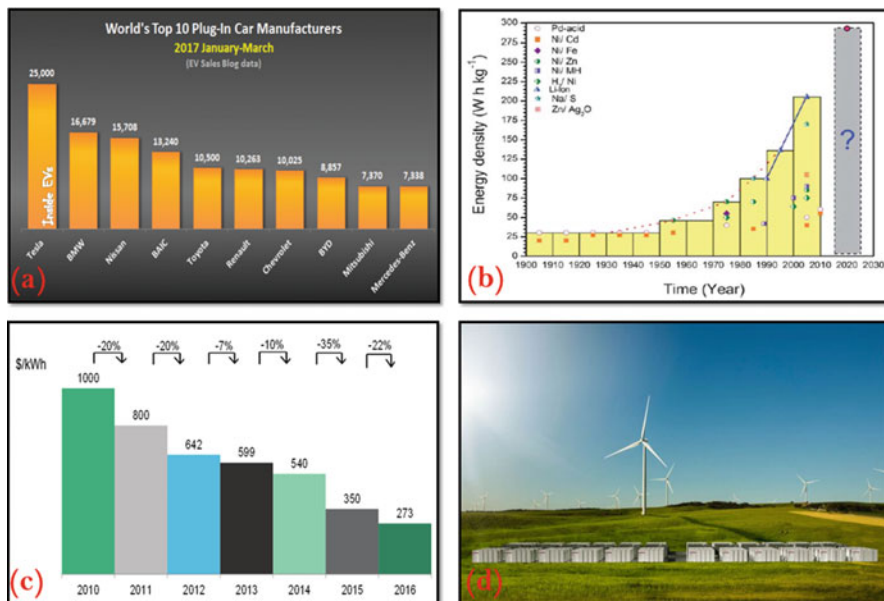 World's Top 10 Plug-In Car Manufacturers
2017 January-March
(EV Sales Blog data)
25,000
16,679
15,708
13,240
10,500
10,263
10,025
8,857
7,370
7,338
Inside EVs
Tesla
BMW
Nissan
BAIC
Toyota
Renault
Chevrolet
BYD
Mitsubishi
Mercedes-Benz
(a)
Energy density (W h kg⁻¹)
300
275
250
225
200
175
150
125
100
75
50
25
0
Pd-acid
Ni/ Cd
Ni/ Fe
Ni/ Zn
Ni/ MH
H₂/ Ni
Li-Ion
Na/ S
Zn/ Ag₂O
?
1900 1910 1920 1930 1940 1950 1960 1970 1980 1990 2000 2010 2020 2030
Time (Year)
(b)
$/kWh
-20% -20% -7% -10% -35% -22%
1000
800
642
599
540
350
273
2010 2011 2012 2013 2014 2015 2016
(c)
(d)